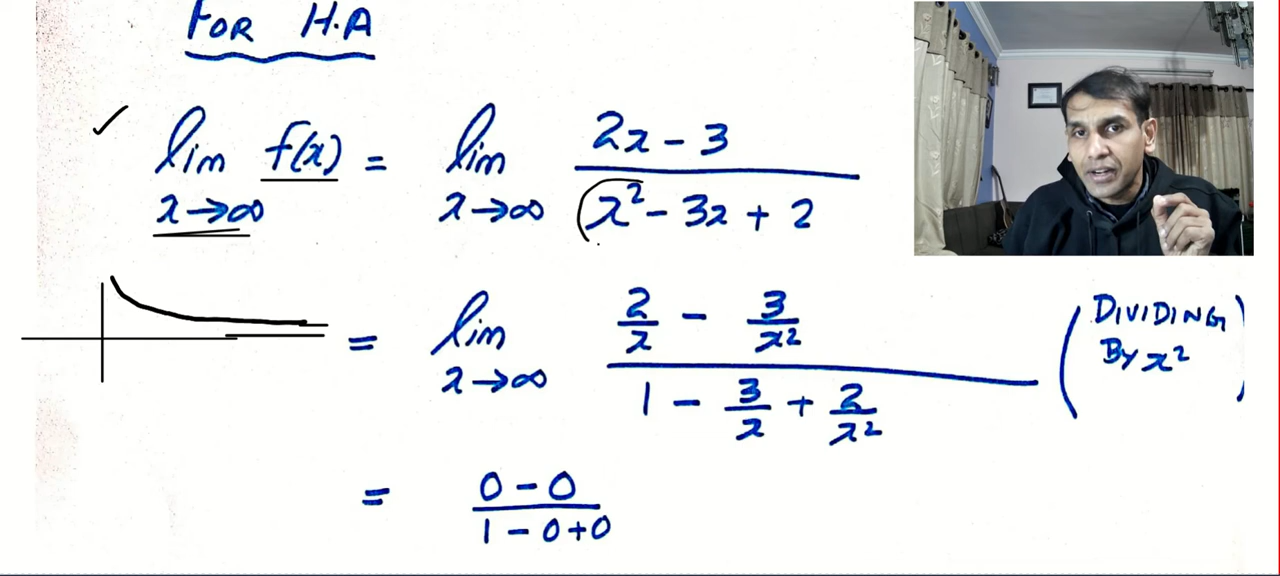 FOR H.A
✓ lim x→∞ f(x) = lim x→∞ (2x - 3)/(x² - 3x + 2)
= lim x→∞ (2/x - 3/x²)/(1 - 3/x + 2/x²) (DIVIDING
BY x²)
= (0 - 0)/(1 - 0 + 0)